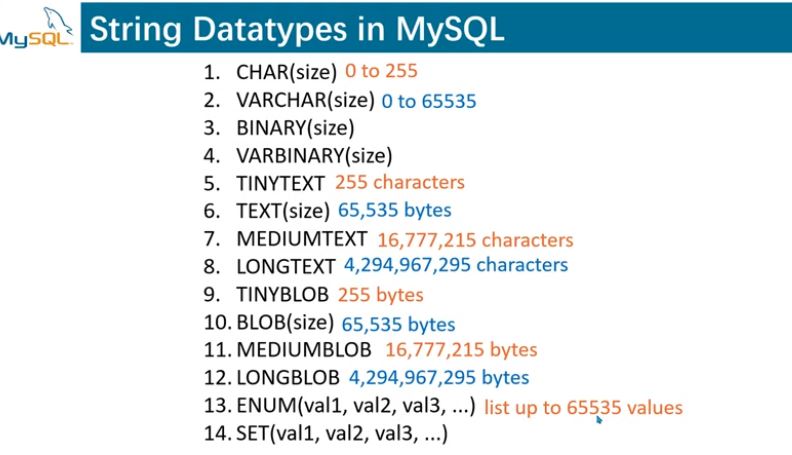 MySQL
String Datatypes in MySQL
1. CHAR(size) 0 to 255
2. VARCHAR(size) 0 to 65535
3. BINARY(size)
4. VARBINARY(size)
5. TINYTEXT 255 characters
6. TEXT(size) 65,535 bytes
7. MEDIUMTEXT 16,777,215 characters
8. LONGTEXT 4,294,967,295 characters
9. TINYBLOB 255 bytes
10. BLOB(size) 65,535 bytes
11. MEDIUMBLOB 16,777,215 bytes
12. LONGBLOB 4,294,967,295 bytes
13. ENUM(val1, val2, val3, ...) list up to 65535 values
14. SET(val1, val2, val3, ...)